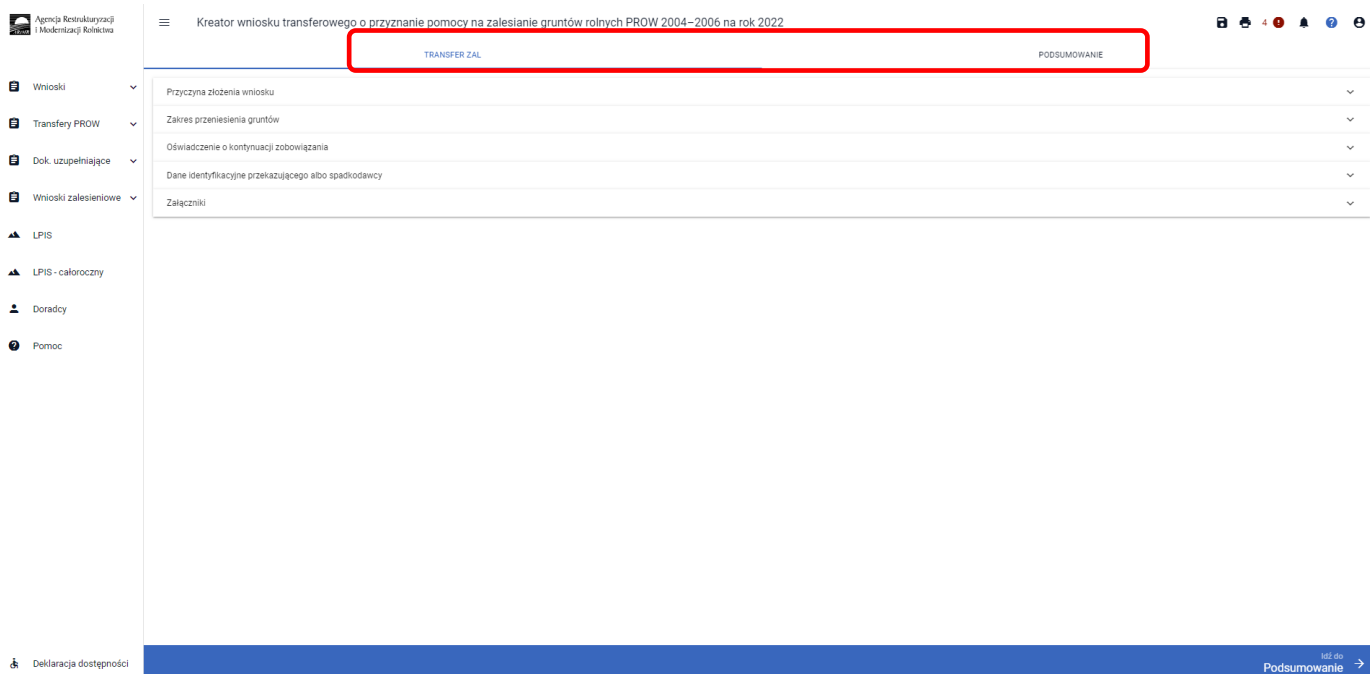 Agencja Restrukturyzacji
i Modernizacji Rolnictwa
Kreator wniosku transferowego o przyznanie pomocy na zalesianie gruntów rolnych PROW 2004–2006 na rok 2022
4
TRANSFER ZAL
PODSUMOWANIE
Wnioski
Transfery PROW
Dok. uzupełniające
Wnioski zalesieniowe
LPIS
LPIS - całoroczny
Doradcy
Pomoc
Deklaracja dostępności
Przyczyna złożenia wniosku
Zakres przeniesienia gruntów
Oświadczenie o kontynuacji zobowiązania
Dane identyfikacyjne przekazującego albo spadkodawcy
Załączniki
Idź do
Podsumowanie